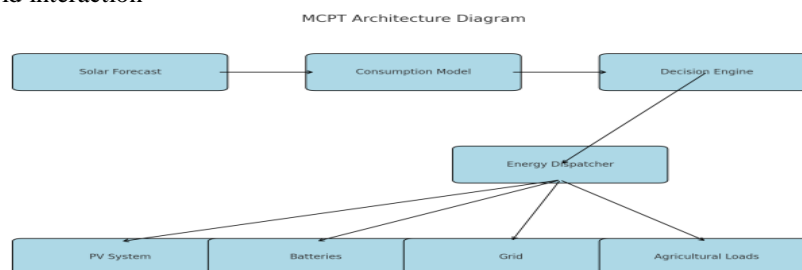 MCPT Architecture Diagram
Solar Forecast
Consumption Model
Decision Engine
Energy Dispatcher
PV System
Batteries
Grid
Agricultural Loads